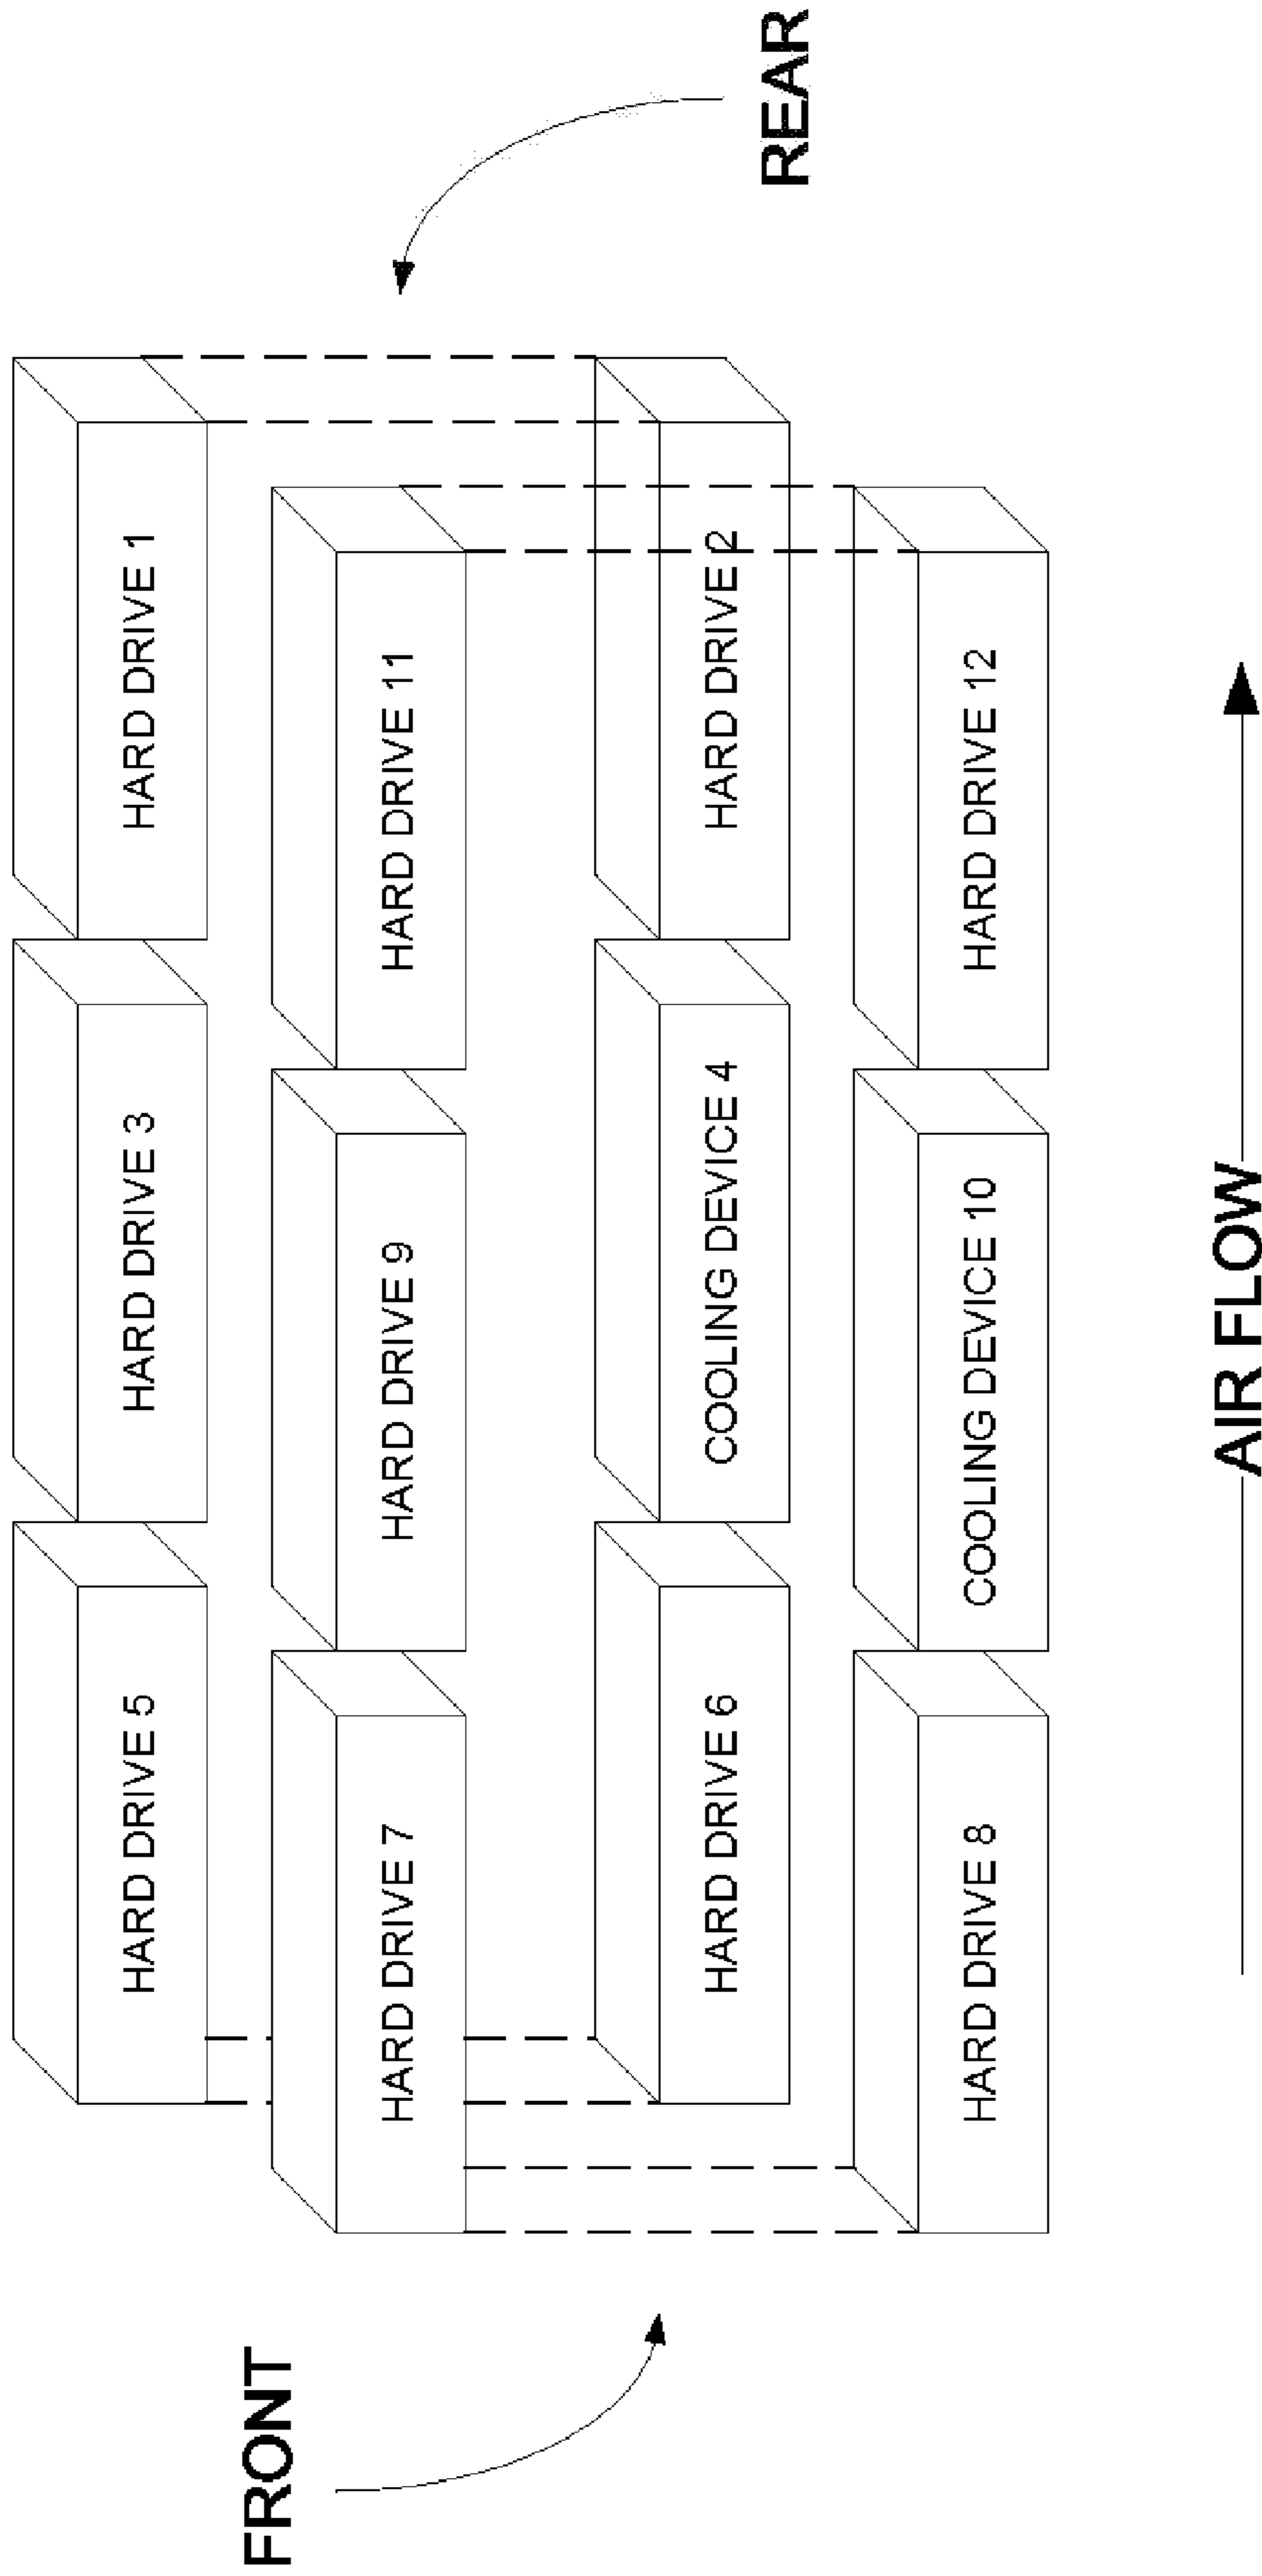 HARD DRIVE 5
HARD DRIVE 3
HARD DRIVE 1
HARD DRIVE 7
HARD DRIVE 9
HARD DRIVE 11
HARD DRIVE 6
COOLING DEVICE 4
HARD DRIVE 2
HARD DRIVE 8
COOLING DEVICE 10
HARD DRIVE 12
FRONT
REAR
AIR FLOW